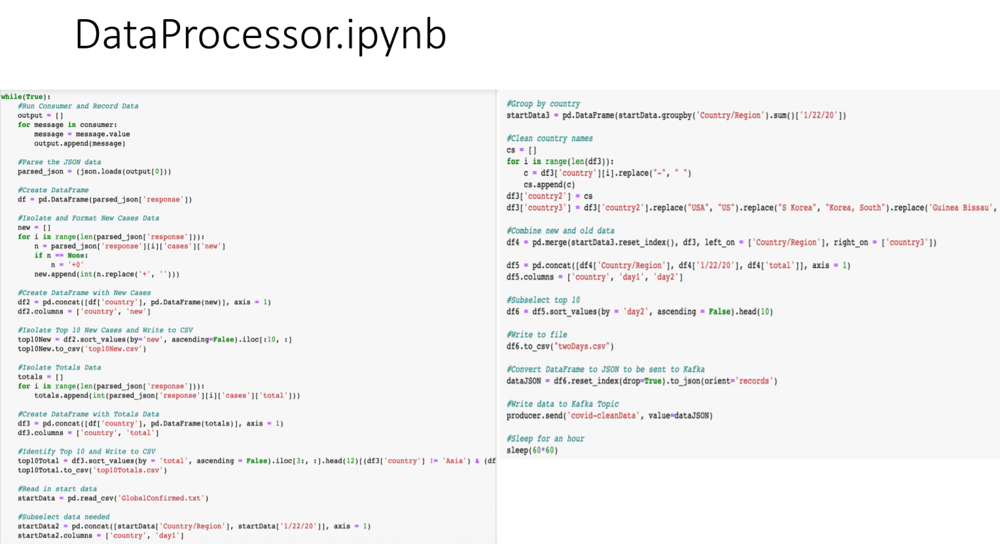 DataProcessor.ipynb
while(True):
#Run Consumer and Record Data
output = []
for message in consumer:
message = message.value
output.append(message)
#Parse the JSON data
parsed_json = (json.loads(output[0]))
#Create DataFrame
df = pd.DataFrame(parsed_json['response'])
#Isolate and Format New Cases Data
new = []
for i in range(len(parsed_json['response'])):
n = parsed_json['response'][i]['cases']['new']
if n == None:
n = '+0'
new.append(int(n.replace('+', '')))
#Create DataFrame with New Cases
df2 = pd.concat([df['country'], pd.DataFrame(new)], axis = 1)
df2.columns = ['country', 'new']
#Isolate Top 10 New Cases and Write to CSV
top10New = df2.sort_values(by='new', ascending=False).iloc[:10, :]
top10New.to_csv('top10New.csv')
#Isolate Totals Data
totals = []
for i in range(len(parsed_json['response'])):
totals.append(int(parsed_json['response'][i]['cases']['total']))
#Create DataFrame with Totals Data
df3 = pd.concat([df['country'], pd.DataFrame(totals)], axis = 1)
df3.columns = ['country', 'total']
#Identify Top 10 and Write to CSV
top10Total = df3.sort_values(by = 'total', ascending = False).iloc[3:, :].head(12)[(df3['country'] != 'Asia') & (df
top10Total.to_csv('top10Totals.csv')
#Read in start data
startData = pd.read_csv('GlobalConfirmed.txt')
#Subselect data needed
startData2 = pd.concat([startData['Country/Region'], startData['1/22/20']], axis = 1)
startData2.columns = ['country', 'day1']
#Group by country
startData3 = pd.DataFrame(startData.groupby('Country/Region').sum()['1/22/20'])
#Clean country names
cs = []
for i in range(len(df3)):
c = df3['country'][i].replace("-", " ")
cs.append(c)
df3['country2'] = cs
df3['country3'] = df3['country2'].replace("USA", "US").replace("S Korea", "Korea, South").replace('Guinea Bissau',
#Combine new and old data
df4 = pd.merge(startData3.reset_index(), df3, left_on = ['Country/Region'], right_on = ['country3'])
df5 = pd.concat([df4['Country/Region'], df4['1/22/20'], df4['total']], axis = 1)
df5.columns = ['country', 'day1', 'day2']
#Subselect top 10
df6 = df5.sort_values(by = 'day2', ascending = False).head(10)
#Write to file
df6.to_csv("twoDays.csv")
#Convert DataFrame to JSON to be sent to Kafka
dataJSON = df6.reset_index(drop=True).to_json(orient='records')
#Write data to Kafka Topic
producer.send('covid-cleanData', value=dataJSON)
#Sleep for an hour
sleep(60*60)